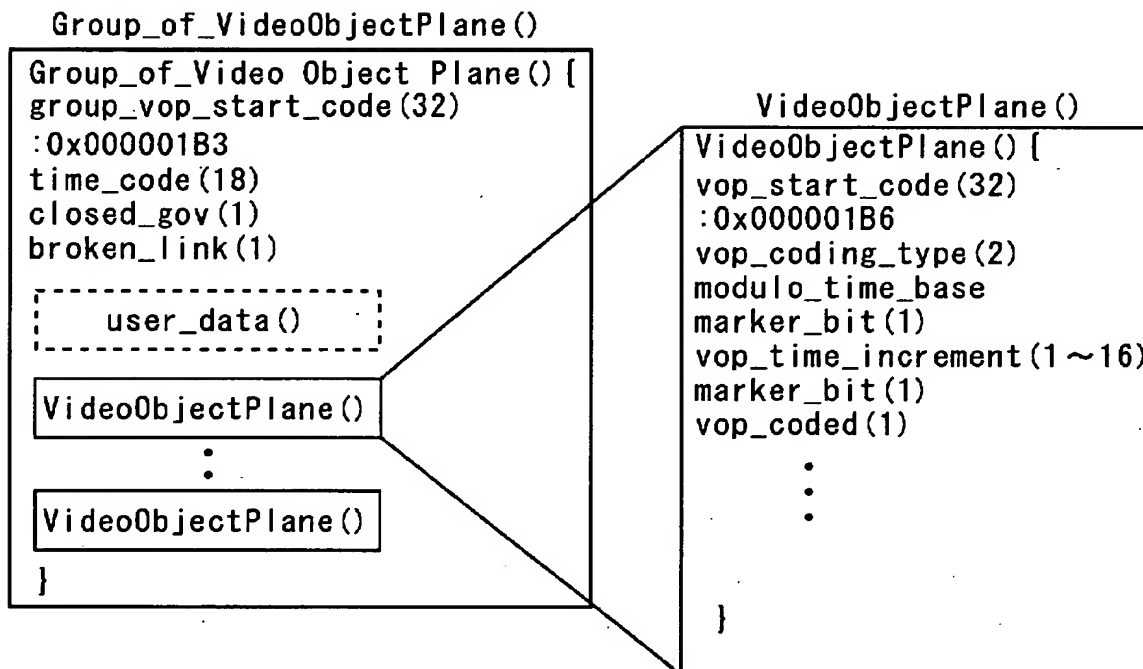 Group_of_VideoObjectPlane()
Group_of_Video Object Plane() {
group_vop_start_code(32)
:0x000001B3
time_code(18)
closed_gov(1)
broken_link(1)
user_data()
VideoObjectPlane()
VideoObjectPlane()
}
VideoObjectPlane()
VideoObjectPlane() {
vop_start_code(32)
:0x000001B6
vop_coding_type(2)
modulo_time_base
marker_bit(1)
vop_time_increment(1～16)
marker_bit(1)
vop_coded(1)
}